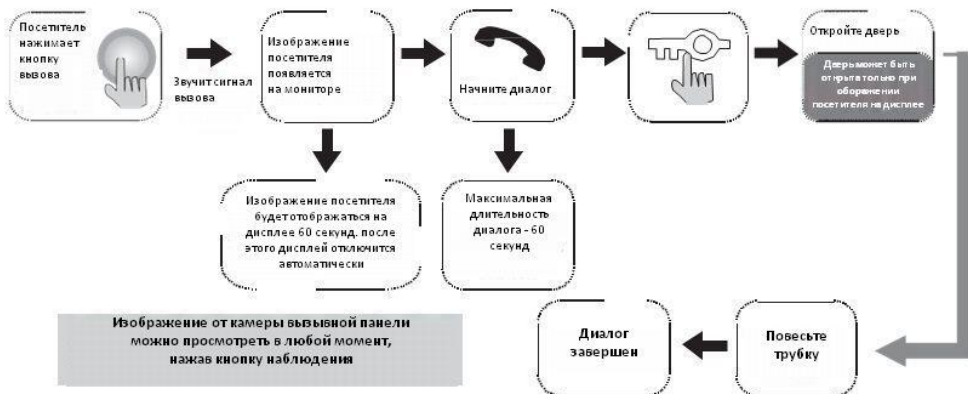 Посетитель
нажимает
кнопку
вызова
Звучит сигнал
вызова
Изображение
посетителя
появляется
на мониторе
Начните диалог
Откройте дверь
Дверь может быть
открыта только при
оборажении
посетителя на дисплее
Изображение посетителя
будет отображаться на
дисплее 60 секунд. после
этого дисплей отключится
автоматически
Максимальная
длительность
диалога - 60
секунд
Изображение от камеры вызывной панели
можно просмотреть в любой момент,
нажав кнопку наблюдения
Диалог
завершен
Повесьте
трубку